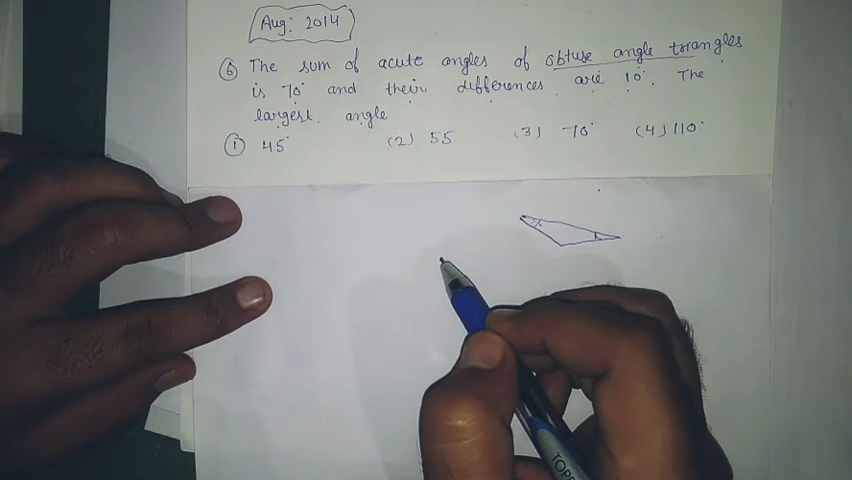 Aug: 2014
⑥ The sum of acute angles of obtuse angle triangles
is 70° and their differences are 10°. The
largest angle
① 45° (2) 55 (3) 70° (4) 110°
TOPP